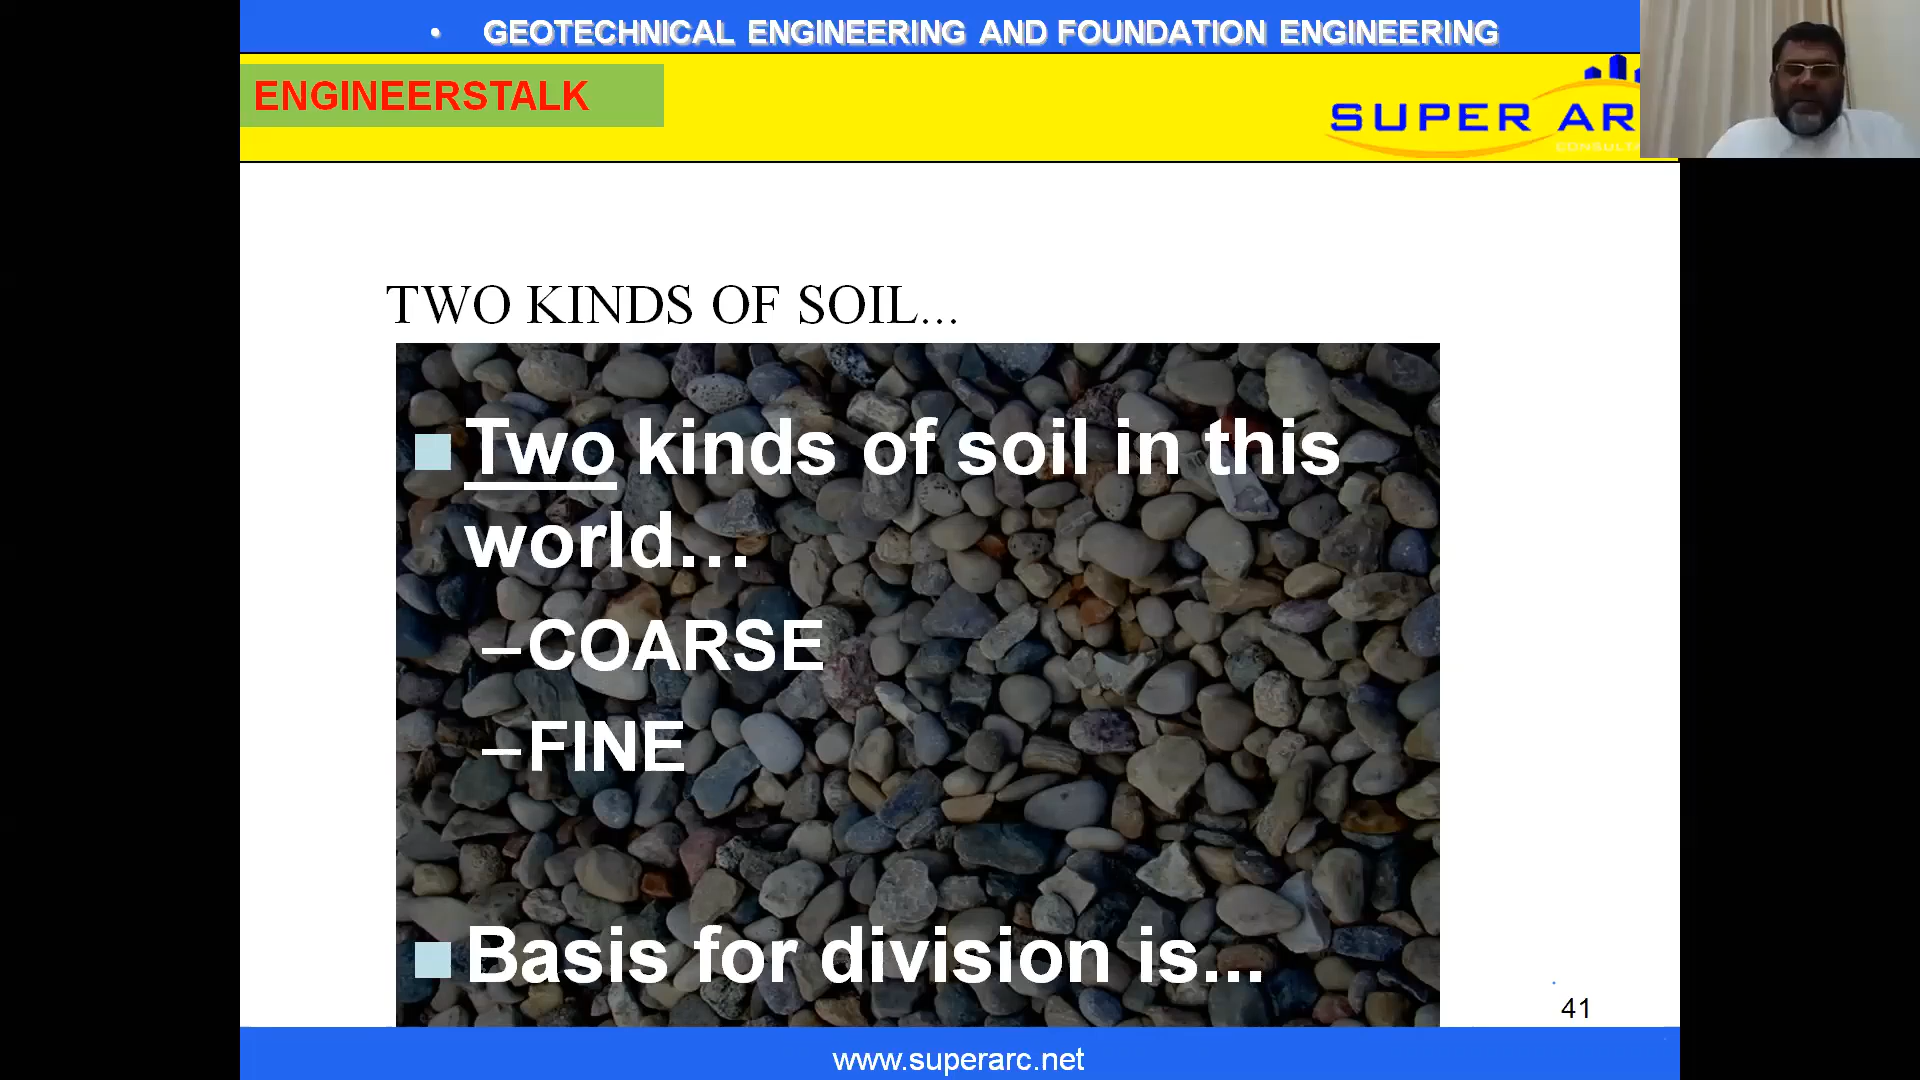 • GEOTECHNICAL ENGINEERING AND FOUNDATION ENGINEERING
ENGINEERSTALK
SUPER ARC
TWO KINDS OF SOIL...
Two kinds of soil in this
world...
–COARSE
–FINE
Basis for division is...
41
www.superarc.net